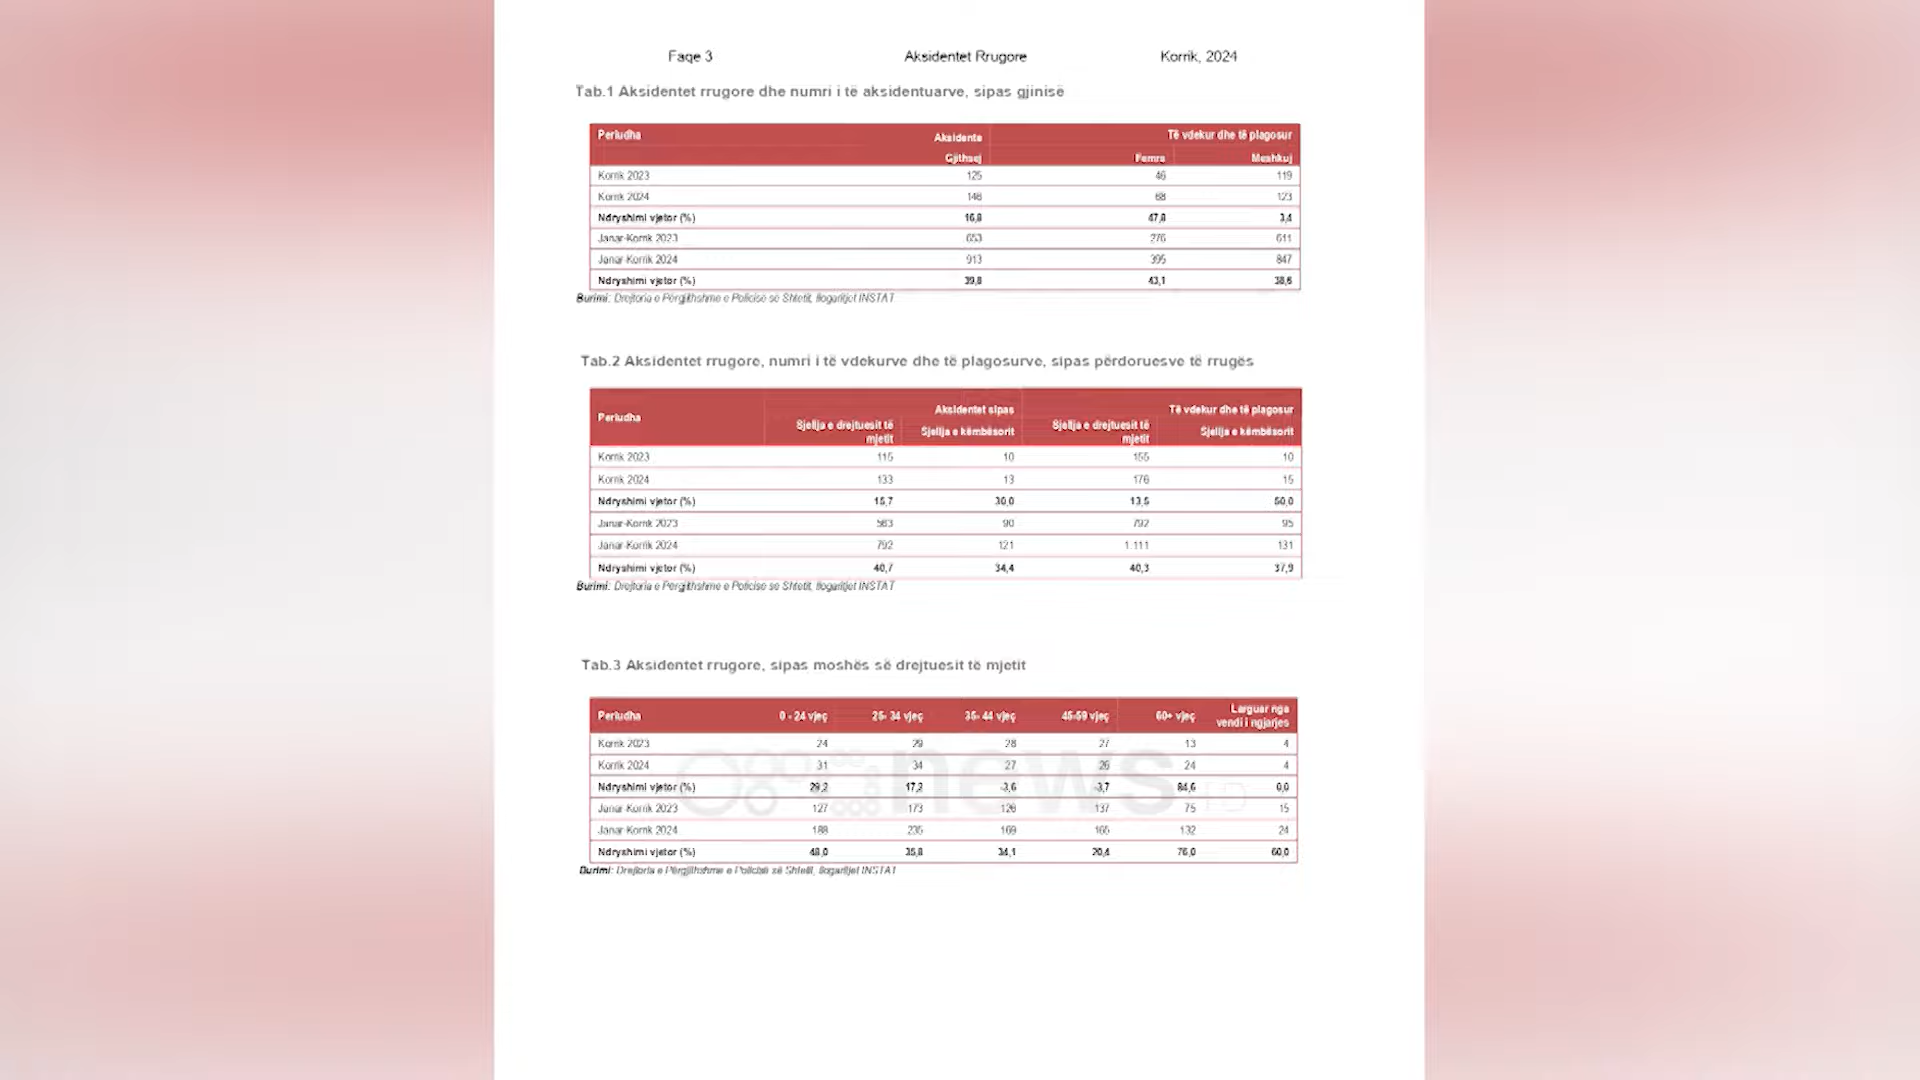 Faqe 3 Aksidentet Rrugore Korrik, 2024
Tab.1 Aksidentet rrugore dhe numri i të aksidentuarve, sipas gjinisë
Periudha Aksidente Të vdekur dhe të plagosur
Gjithsej Femra Meshkuj
Korrik 2023 125 46 119
Korrik 2024 146 68 123
Ndryshimi vjetor (%) 16,8 47,8 3,4
Janar-Korrik 2023 653 276 611
Janar-Korrik 2024 913 395 847
Ndryshimi vjetor (%) 39,8 43,1 38,6
Burimi: Drejtoria e Përgjithshme e Policisë së Shtetit, llogaritjet INSTAT
Tab.2 Aksidentet rrugore, numri i të vdekurve dhe të plagosurve, sipas përdoruesve të rrugës
Periudha Aksidentet sipas Të vdekur dhe të plagosur
Sjellja e drejtuesit të mjetit Sjellja e këmbësorit Sjellja e drejtuesit të mjetit Sjellja e këmbësorit
Korrik 2023 115 10 155 10
Korrik 2024 133 13 176 15
Ndryshimi vjetor (%) 15,7 30,0 13,5 50,0
Janar-Korrik 2023 563 90 792 95
Janar-Korrik 2024 792 121 1.111 131
Ndryshimi vjetor (%) 40,7 34,4 40,3 37,9
Burimi: Drejtoria e Përgjithshme e Policisë së Shtetit, llogaritjet INSTAT
Tab.3 Aksidentet rrugore, sipas moshës së drejtuesit të mjetit
Periudha 0 - 24 vjeç 25- 34 vjeç 35- 44 vjeç 45-59 vjeç 60+ vjeç Larguar nga vendi i ngjarjes
Korrik 2023 24 29 28 27 13 4
Korrik 2024 31 34 27 26 24 4
Ndryshimi vjetor (%) 29,2 17,2 -3,6 -3,7 84,6 0,0
Janar-Korrik 2023 127 173 126 137 75 15
Janar-Korrik 2024 188 235 169 165 132 24
Ndryshimi vjetor (%) 48,0 35,8 34,1 20,4 76,0 60,0
Burimi: Drejtoria e Përgjithshme e Policisë së Shtetit, llogaritjet INSTAT
news HD